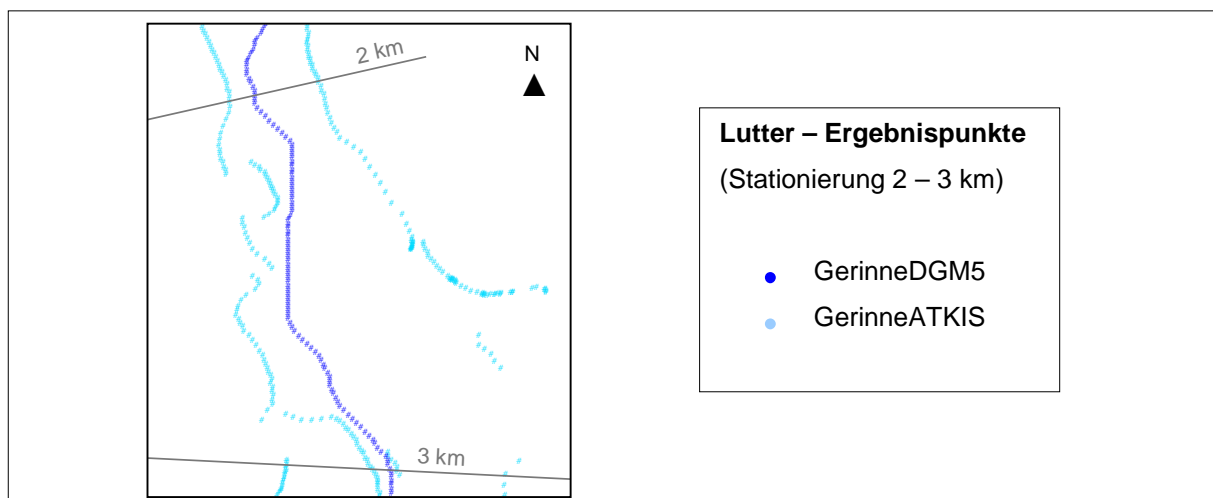 2 km
N
3 km
Lutter – Ergebnispunkte
(Stationierung 2 – 3 km)
GerinneDGM5
GerinneATKIS